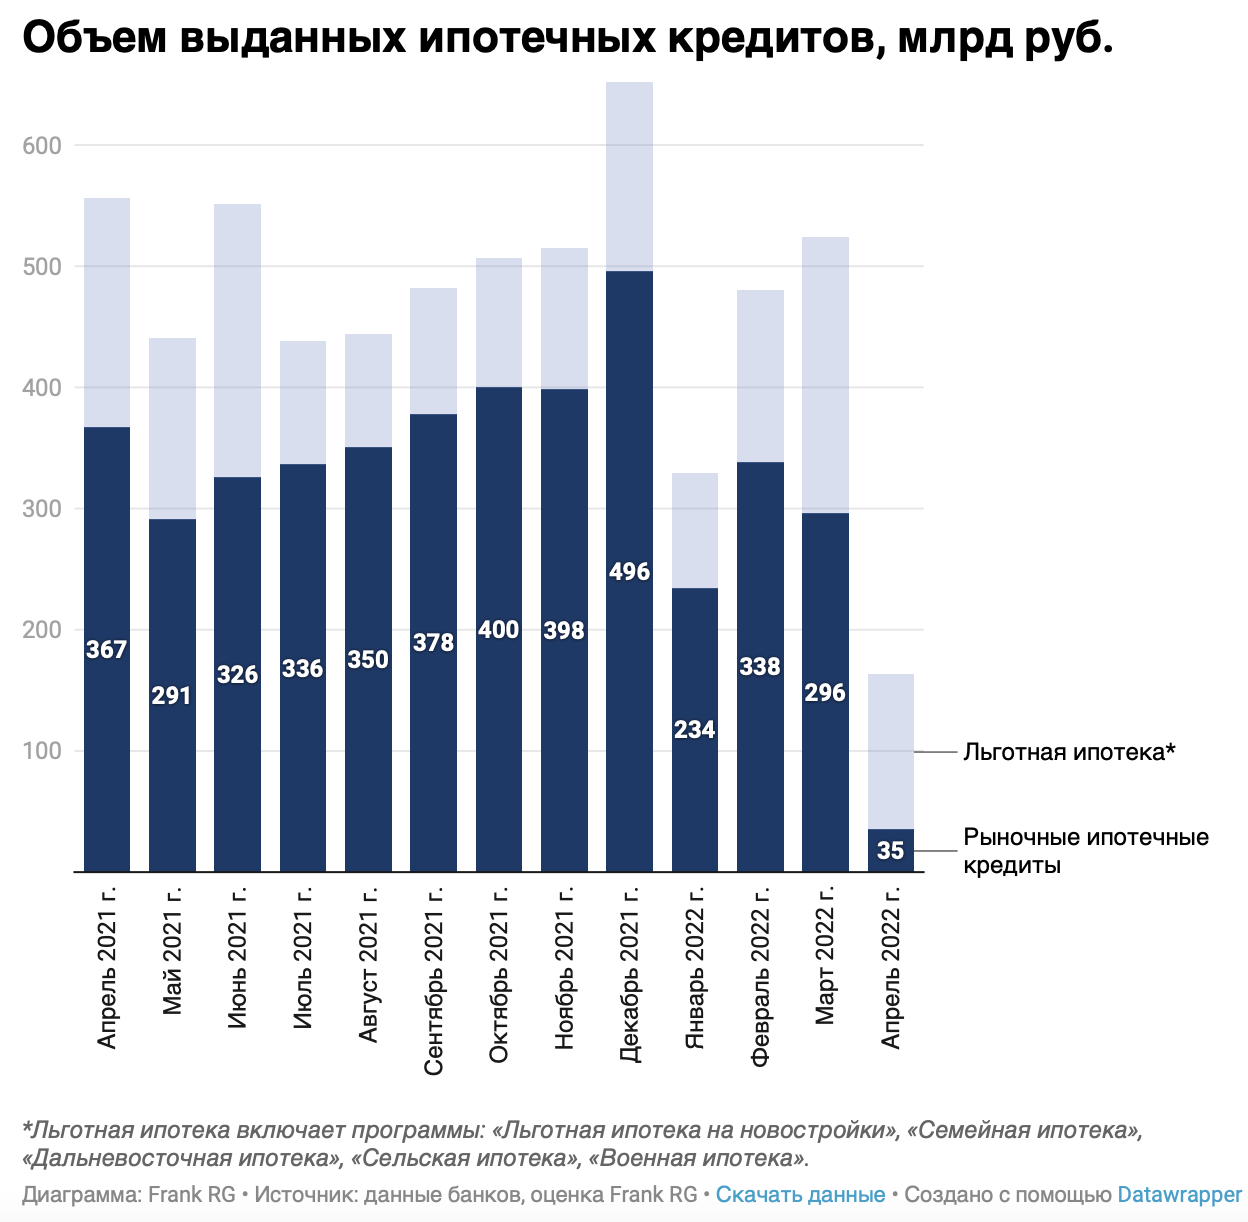 Объем выданных ипотечных кредитов, млрд руб.
600
500
400
300
200
100
367
291
326
336
350
378
400
398
496
234
338
296
35
Льготная ипотека*
Рыночные ипотечные
кредиты
Апрель 2021 г.
Май 2021 г.
Июнь 2021 г.
Июль 2021 г.
Август 2021 г.
Сентябрь 2021 г.
Октябрь 2021 г.
Ноябрь 2021 г.
Декабрь 2021 г.
Январь 2022 г.
Февраль 2022 г.
Март 2022 г.
Апрель 2022 г.
*Льготная ипотека включает программы: «Льготная ипотека на новостройки», «Семейная ипотека»,
«Дальневосточная ипотека», «Сельская ипотека», «Военная ипотека».
Диаграмма: Frank RG • Источник: данные банков, оценка Frank RG • Скачать данные • Создано с помощью Datawrapper